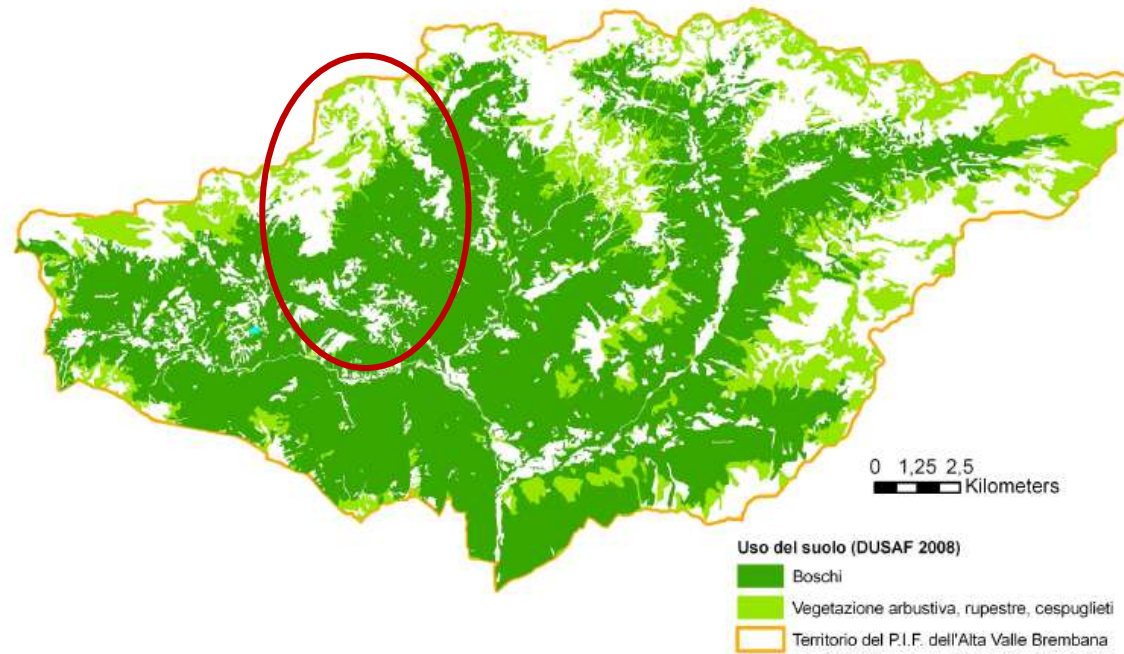 0 1,25 2,5
Kilometers
Uso del suolo (DUSAF 2008)
Boschi
Vegetazione arbustiva, rupestre, cespuglieti
Territorio del P.I.F. dell'Alta Valle Brembana